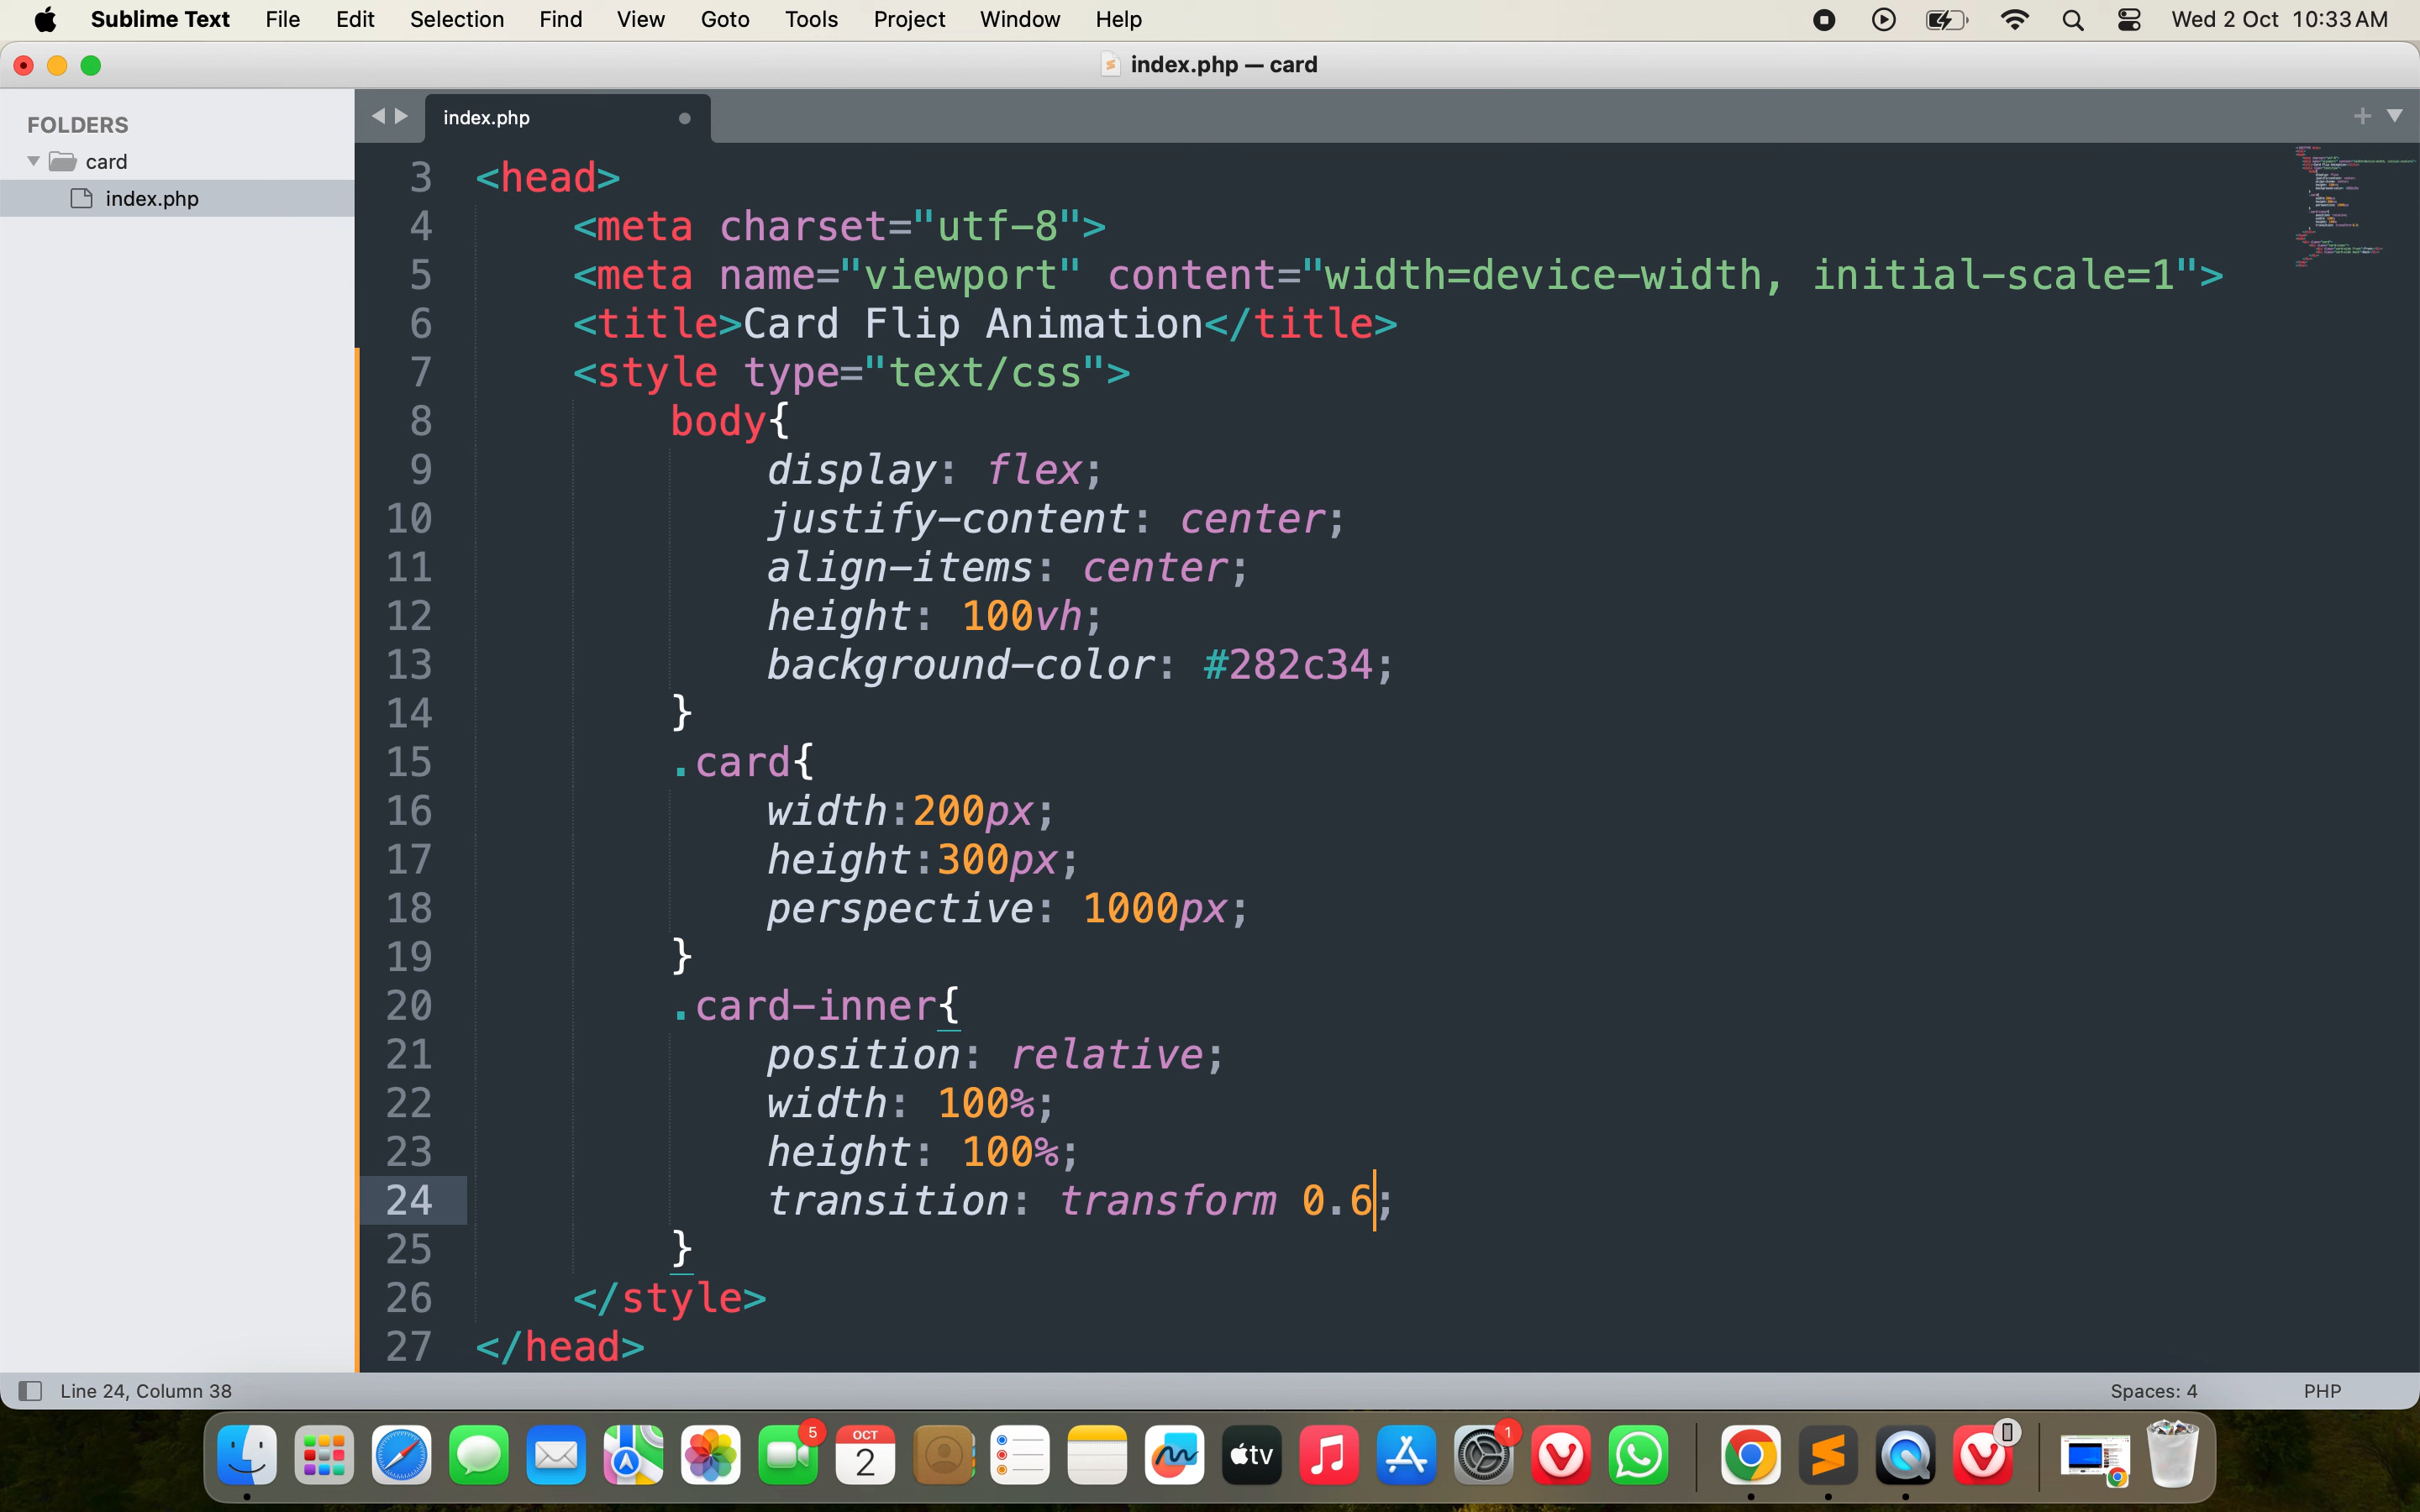 Sublime Text File Edit Selection Find View Goto Tools Project Window Help Wed 2 Oct 10:33 AM
index.php — card
FOLDERS
card
index.php
index.php
3 <head>
4 <meta charset="utf-8">
5 <meta name="viewport" content="width=device-width, initial-scale=1">
6 <title>Card Flip Animation</title>
7 <style type="text/css">
8 body{
9 display: flex;
10 justify-content: center;
11 align-items: center;
12 height: 100vh;
13 background-color: #282c34;
14 }
15 .card{
16 width:200px;
17 height:300px;
18 perspective: 1000px;
19 }
20 .card-inner{
21 position: relative;
22 width: 100%;
23 height: 100%;
24 transition: transform 0.6;
25 }
26 </style>
27 </head>
Line 24, Column 38 Spaces: 4 PHP
5 OCT 2 tv 1